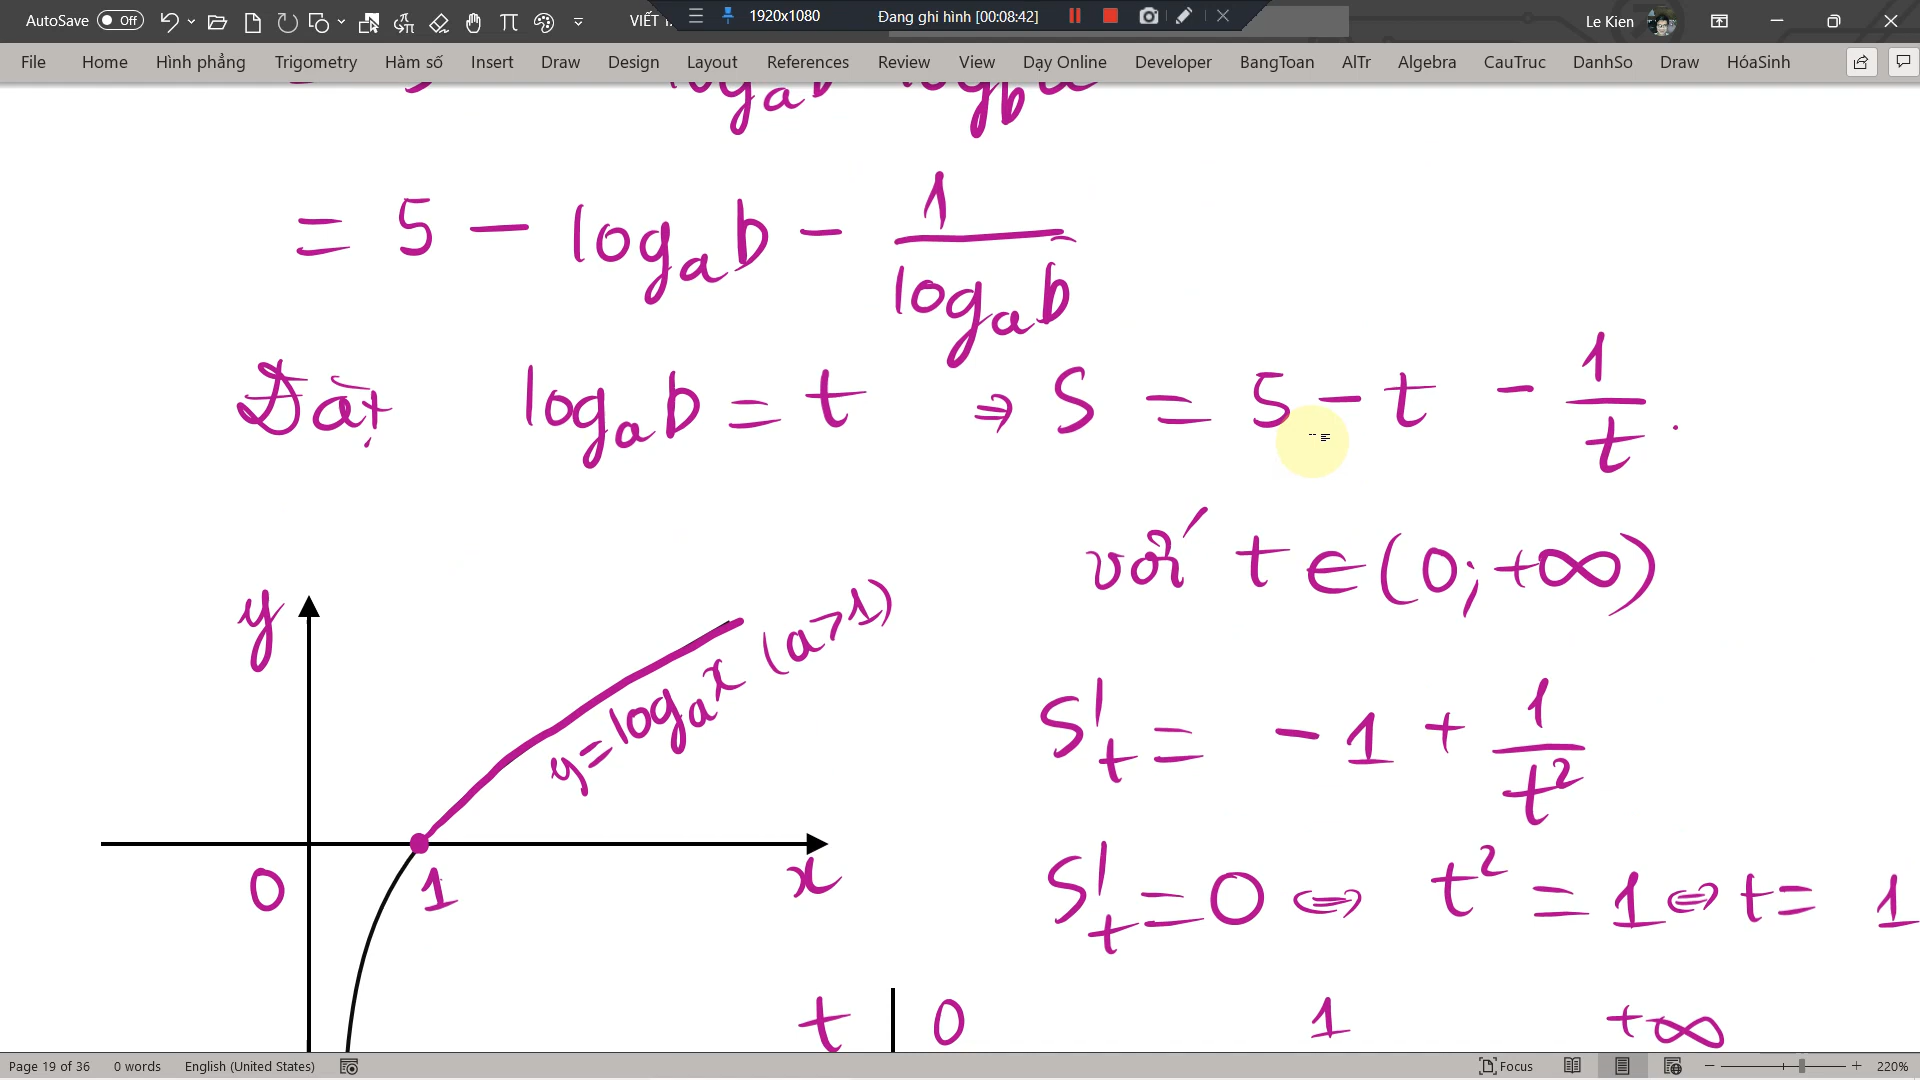 AutoSave Off VIẾT 1920x1080 Đang ghi hình [00:08:42] Le Kien
File Home Hình phẳng Trigometry Hàm số Insert Draw Design Layout References Review View Dạy Online Developer BangToan AlTr Algebra CauTruc DanhSo Draw HóaSinh
= 5 - log_a b - 1/(log_a b)
Đặt log_a b = t ⇒ S = 5 - t - 1/t.
với t ∈ (0; +∞)
y
y = log_a x (a > 1)
S'_t = -1 + 1/t²
0 1 x
S'_t = 0 ⇔ t² = 1 ⇔ t = 1
t 0 1 +∞
Page 19 of 36 0 words English (United States) Focus 220%